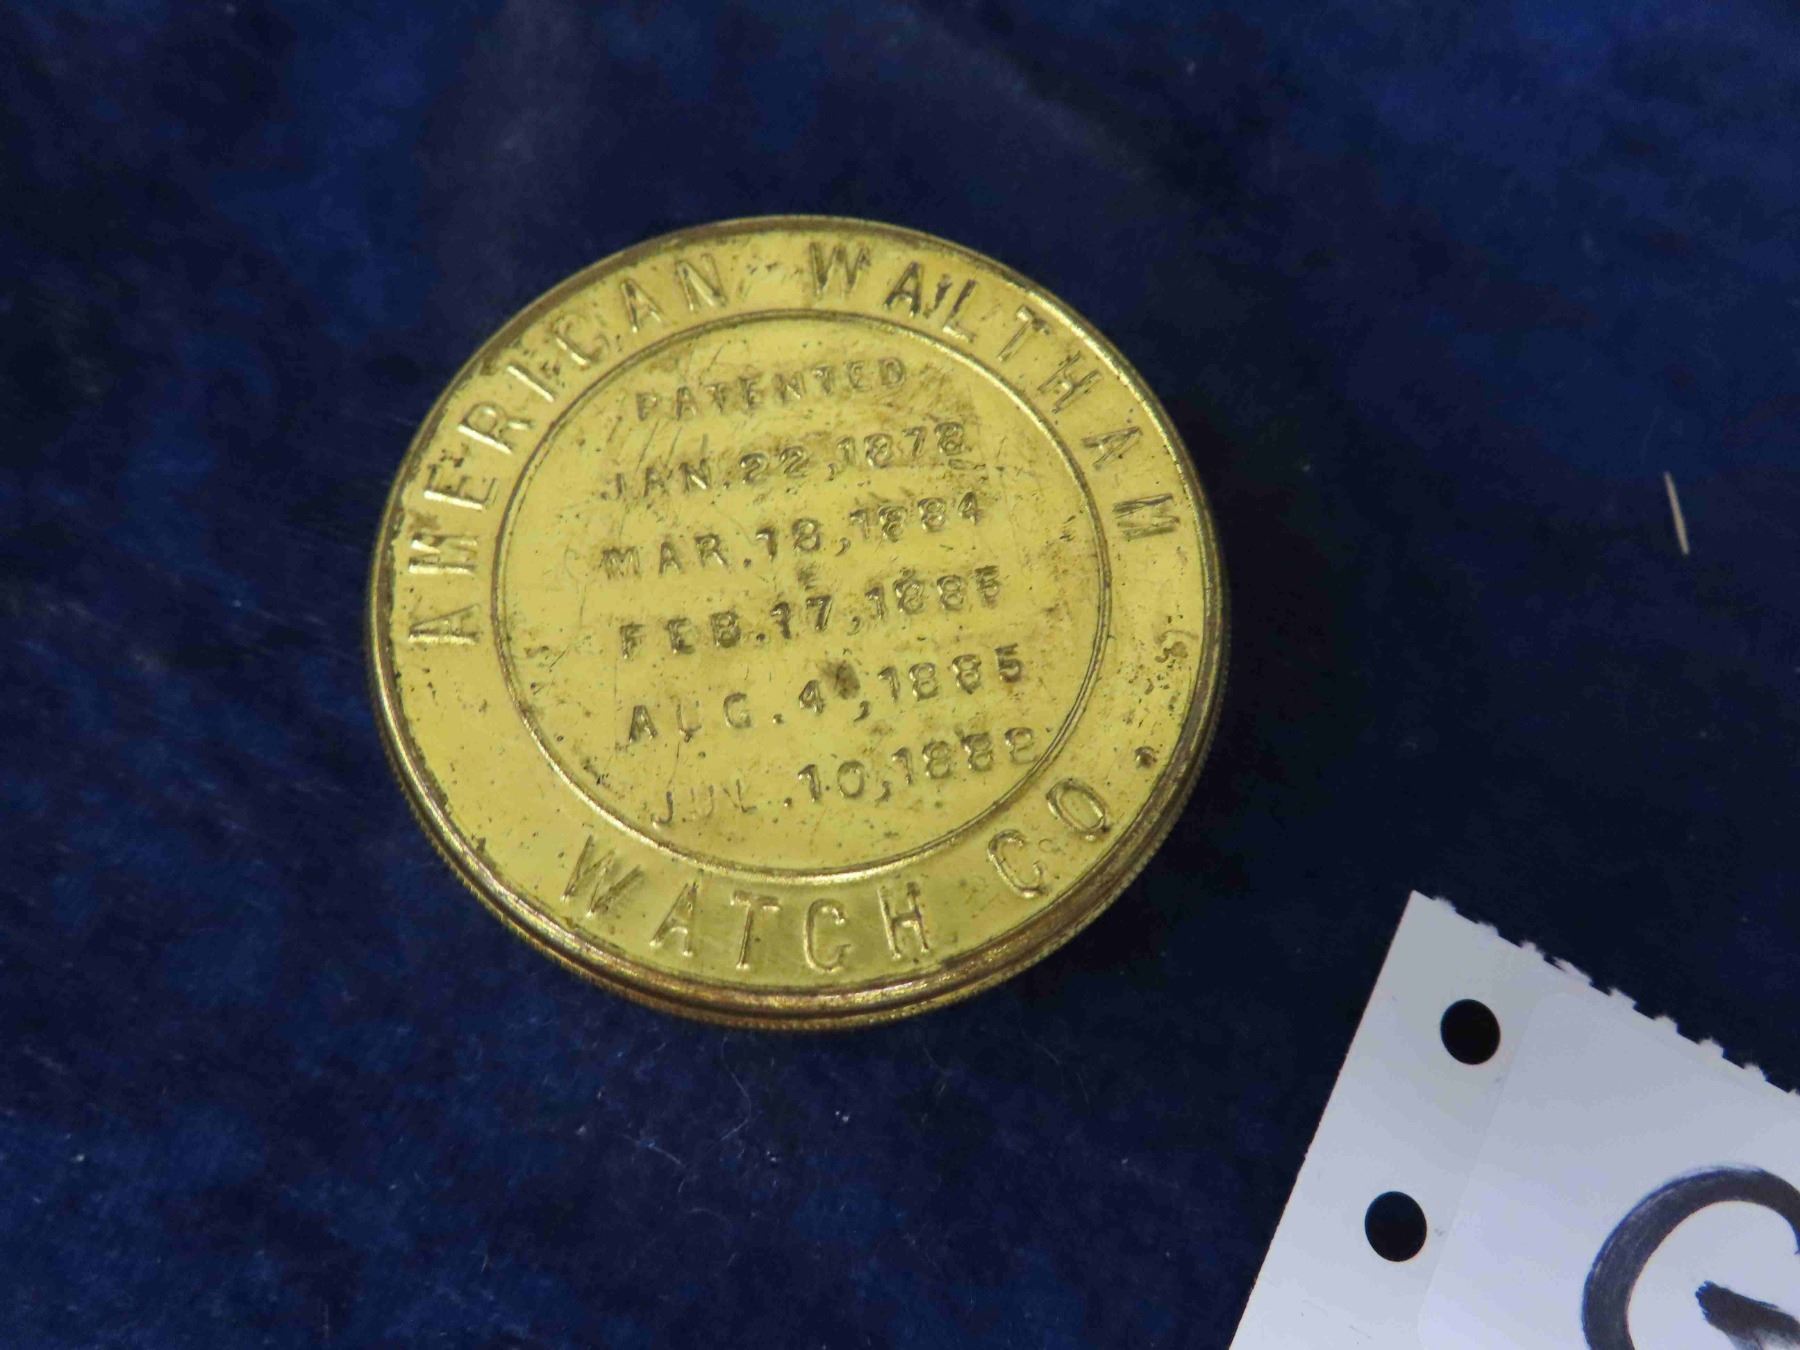 AMERICAN WALTHAM
WATCH CO.
PATENTED
JAN.22,1878
MAR.18,1884
FEB.17,1885
AUG.4,1885
JUL.10,1888